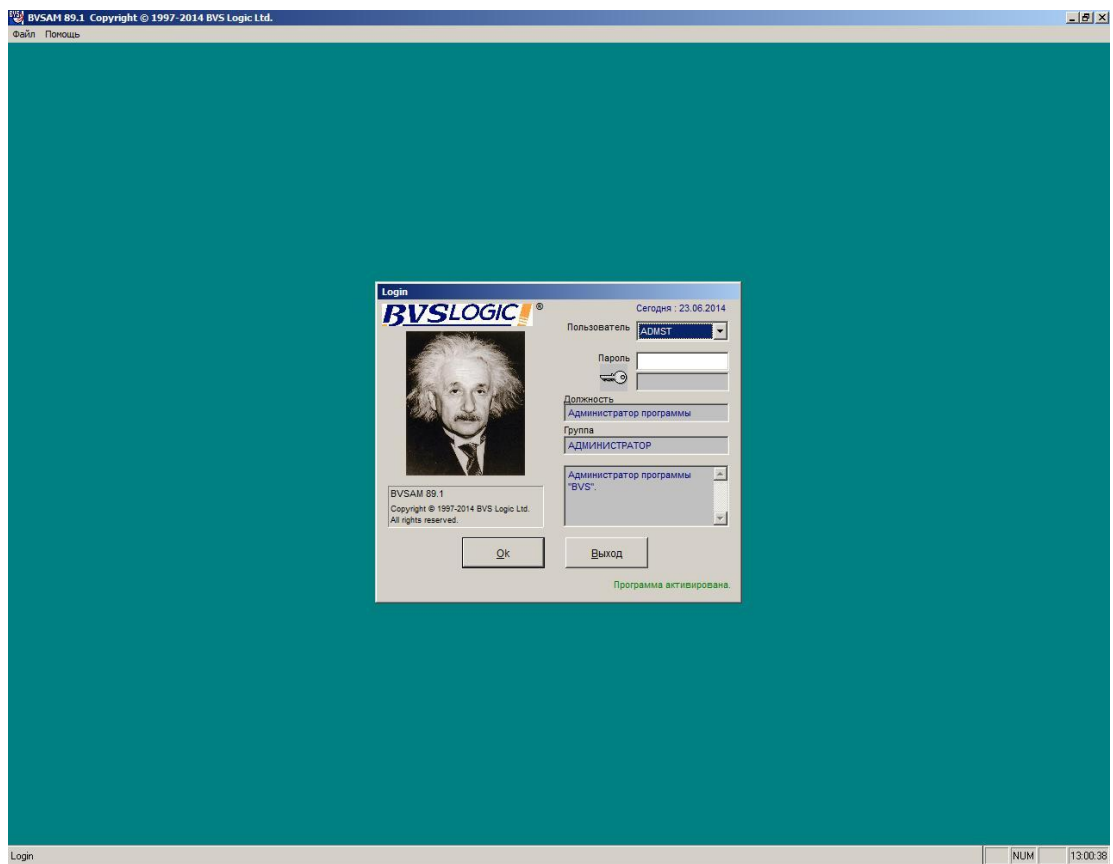 BVSAM 89.1 Copyright © 1997-2014 BVS Logic Ltd.
Файл Помощь
Login
BVSLOGIC ®
Сегодня : 23.06.2014
Пользователь ADMST
Пароль
Должность
Администратор программы
Группа
АДМИНИСТРАТОР
Администратор программы
"BVS".
BVSAM 89.1
Copyright © 1997-2014 BVS Logic Ltd.
All rights reserved.
Ok Выход
Программа активирована.
Login NUM 13:00:38